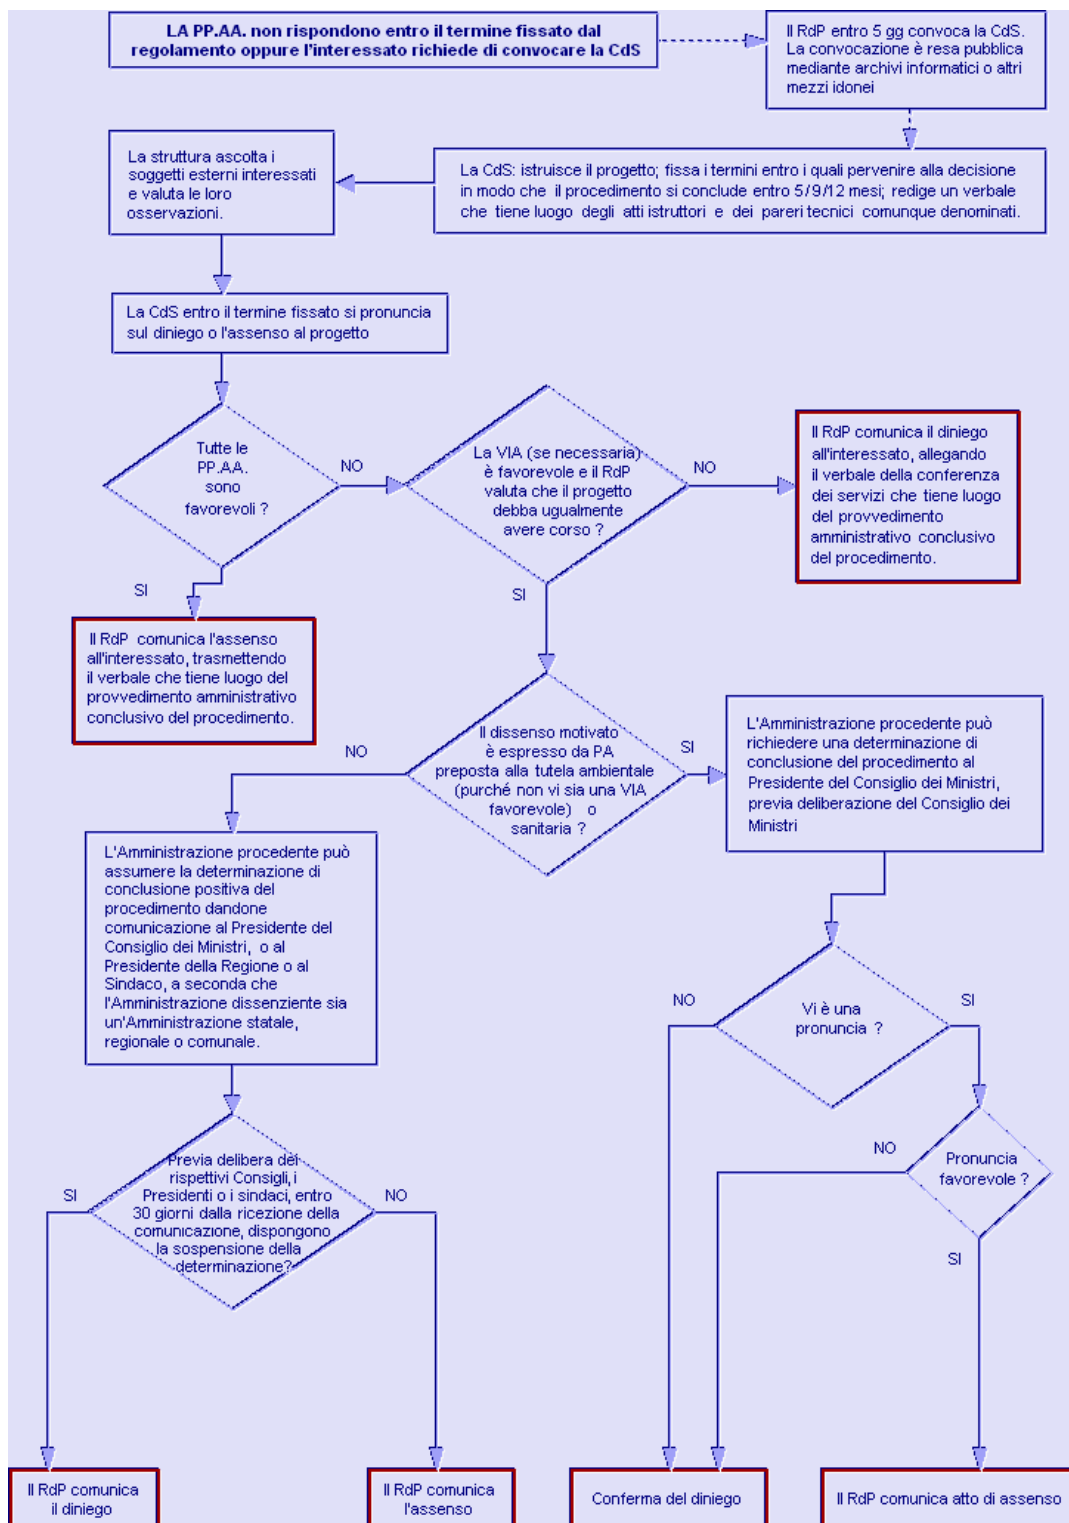 LA PP.AA. non rispondono entro il termine fissato dal
regolamento oppure l'interessato richiede di convocare la CdS
Il RdP entro 5 gg convoca la CdS.
La convocazione è resa pubblica
mediante archivi informatici o altri
mezzi idonei
La struttura ascolta i
soggetti esterni interessati
e valuta le loro
osservazioni.
La CdS: istruisce il progetto; fissa i termini entro i quali pervenire alla decisione
in modo che il procedimento si conclude entro 5/9/12 mesi; redige un verbale
che tiene luogo degli atti istruttori e dei pareri tecnici comunque denominati.
La CdS entro il termine fissato si pronuncia
sul diniego o l'assenso al progetto
Tutte le
PP.AA.
sono
favorevoli ?
NO
SI
La VIA (se necessaria)
è favorevole e il RdP
valuta che il progetto
debba ugualmente
avere corso ?
NO
SI
Il RdP comunica il diniego
all'interessato, allegando
il verbale della conferenza
dei servizi che tiene luogo
del provvedimento
amministrativo conclusivo
del procedimento.
Il RdP comunica l'assenso
all'interessato, trasmettendo
il verbale che tiene luogo del
provvedimento amministrativo
conclusivo del procedimento.
Il dissenso motivato
è espresso da PA
preposta alla tutela ambientale
(purché non vi sia una VIA
favorevole) o
sanitaria ?
NO
SI
L'Amministrazione procedente può
richiedere una determinazione di
conclusione del procedimento al
Presidente del Consiglio dei Ministri,
previa deliberazione del Consiglio dei
Ministri
L'Amministrazione procedente può
assumere la determinazione di
conclusione positiva del
procedimento dandone
comunicazione al Presidente del
Consiglio dei Ministri, o al
Presidente della Regione o al
Sindaco, a seconda che
l'Amministrazione dissenziente sia
un'Amministrazione statale,
regionale o comunale.
Vi è una
pronuncia ?
NO
SI
Pronuncia
favorevole ?
NO
SI
Previa delibera dei
rispettivi Consigli, i
Presidenti o i sindaci, entro
30 giorni dalla ricezione della
comunicazione, dispongono
la sospensione della
determinazione?
SI
NO
Il RdP comunica
il diniego
Il RdP comunica
l'assenso
Conferma del diniego
Il RdP comunica atto di assenso